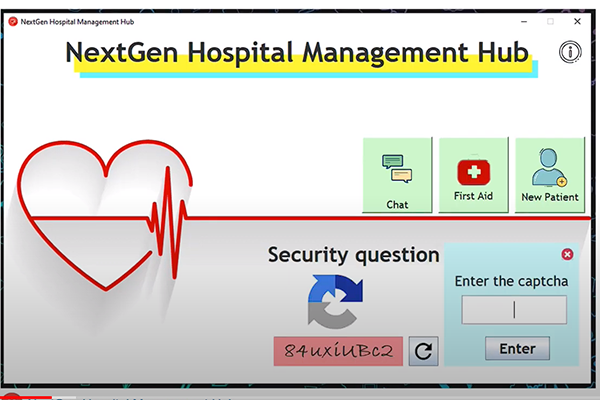 NextGen Hospital Management Hub
NextGen Hospital Management Hub
Chat
First Aid
New Patient
Security question
Enter the captcha
84uxiUBc2
Enter